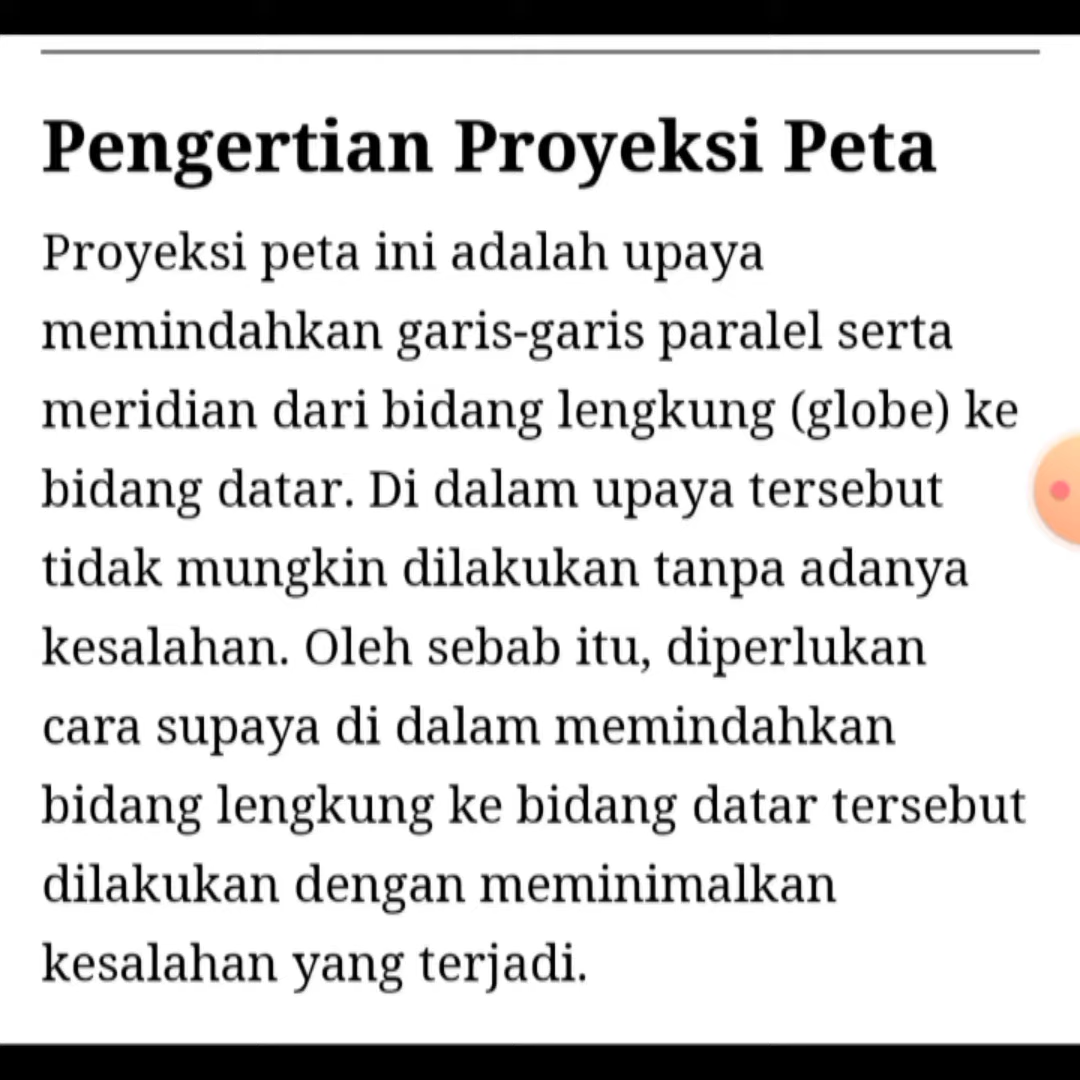 Pengertian Proyeksi Peta
Proyeksi peta ini adalah upaya
memindahkan garis-garis paralel serta
meridian dari bidang lengkung (globe) ke
bidang datar. Di dalam upaya tersebut
tidak mungkin dilakukan tanpa adanya
kesalahan. Oleh sebab itu, diperlukan
cara supaya di dalam memindahkan
bidang lengkung ke bidang datar tersebut
dilakukan dengan meminimalkan
kesalahan yang terjadi.